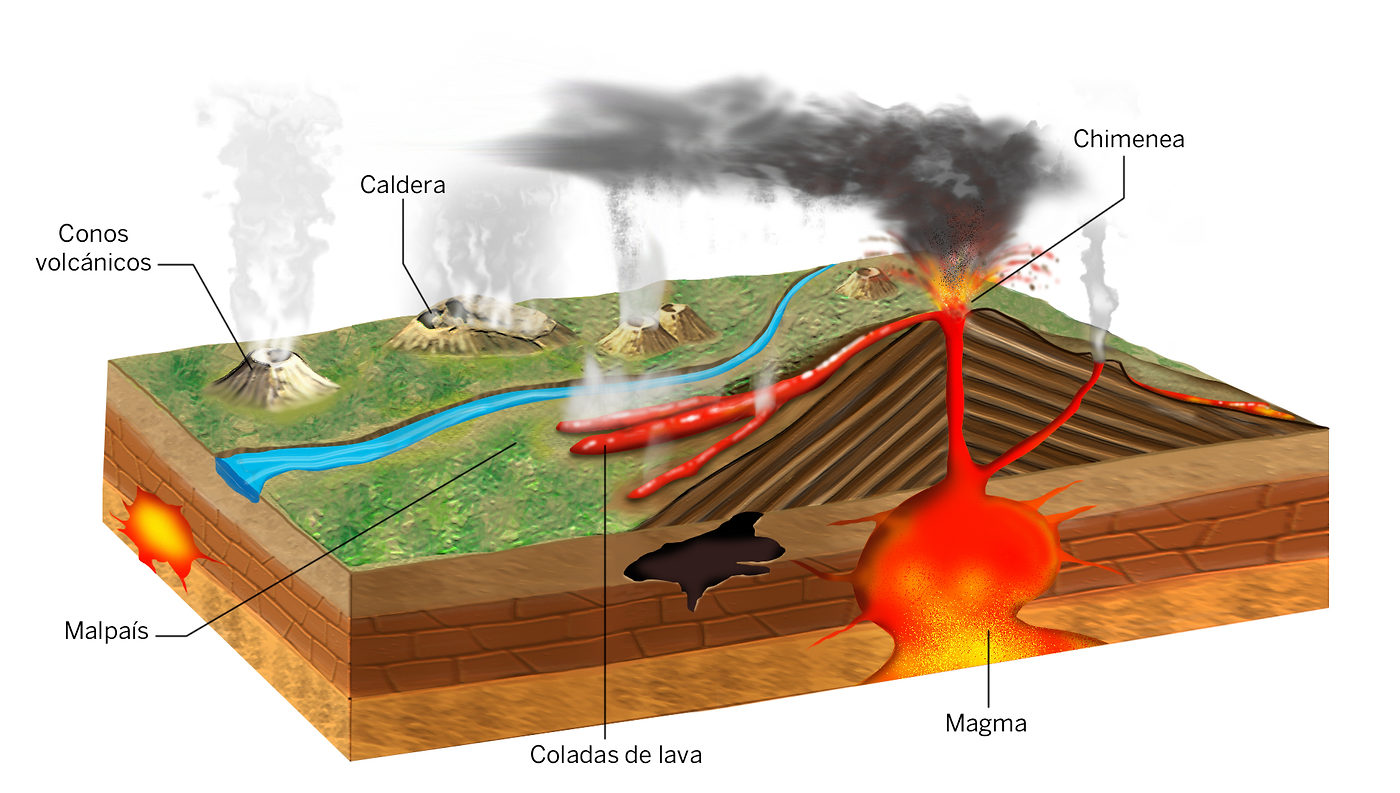 Chimenea
Caldera
Conos
volcánicos
Malpaís
Magma
Coladas de lava